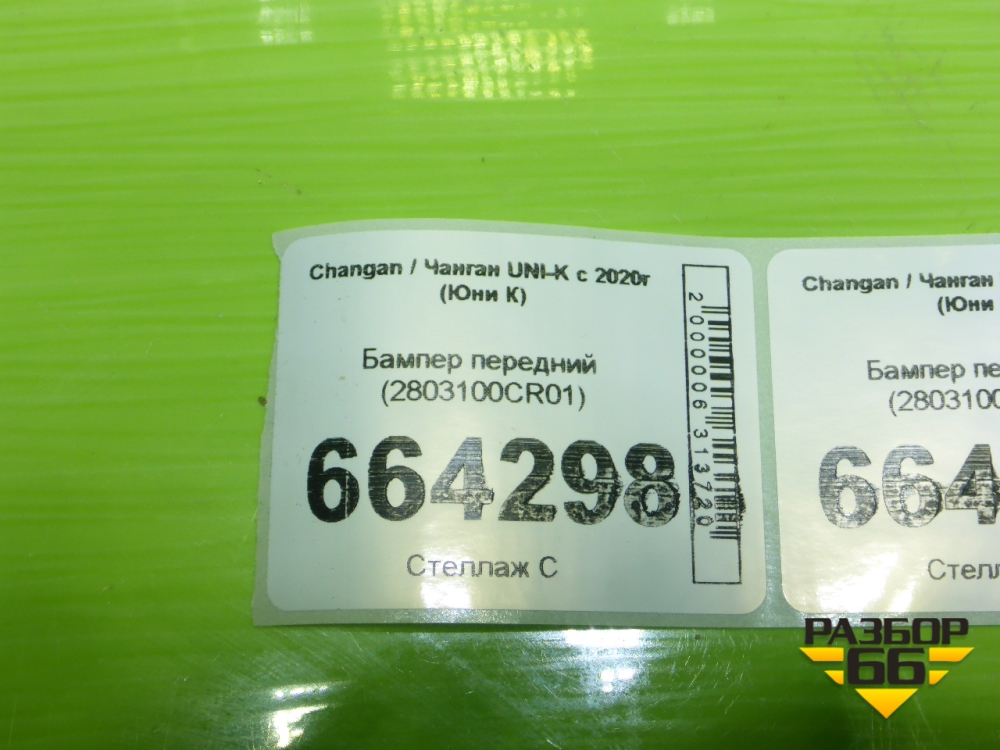 Changan / Чанган UNI-K с 2020г
(Юни К)
Бампер передний
(2803100CR01)
664298
Стеллаж С
2000006313720
Changan / Чанган
(Юни
Бампер пе
(2803100
664
Стелл
РАЗБОР
66